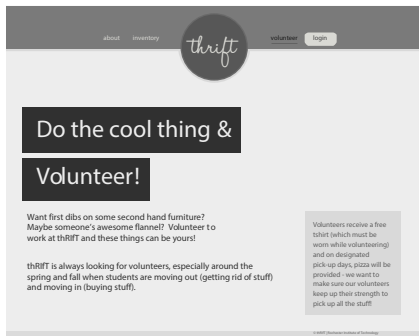 about inventory thrift volunteer login
Do the cool thing &
Volunteer!
Want first dibs on some second hand furniture?
Maybe someone's awesome flannel? Volunteer to
work at thRIfT and these things can be yours!
thRIfT is always looking for volunteers, especially around the
spring and fall when students are moving out (getting rid of stuff)
and moving in (buying stuff).
Volunteers receive a free
tshirt (which must be
worn while volunteering)
and on designated
pick-up days, pizza will be
provided - we want to
make sure our volunteers
keep up their strength to
pick up all the stuff!
© thRIfT | Rochester Institute of Technology